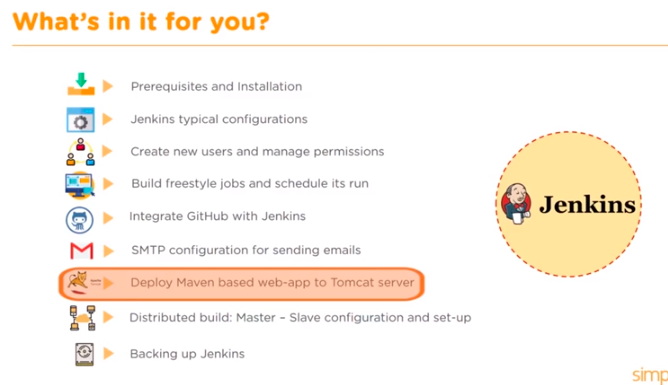 What's in it for you?
Prerequisites and Installation
Jenkins typical configurations
Create new users and manage permissions
Build freestyle jobs and schedule its run
Integrate GitHub with Jenkins
SMTP configuration for sending emails
Deploy Maven based web-app to Tomcat server
Distributed build: Master – Slave configuration and set-up
Backing up Jenkins
Jenkins
simp